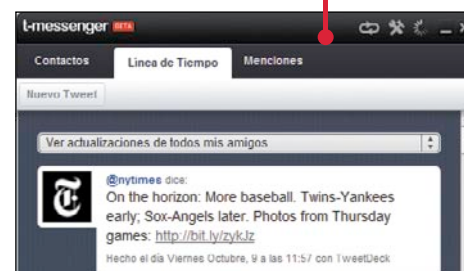 t-messenger BETA
Contactos Linea de Tiempo Menciones
Nuevo Tweet
Ver actualizaciones de todos mis amigos
@nytimes dice:
On the horizon: More baseball. Twins-Yankees
early; Sox-Angels later. Photos from Thursday
games: http://bit.ly/zykJz
Hecho el día Viernes Octubre, 9 a las 11:57 con TweetDeck